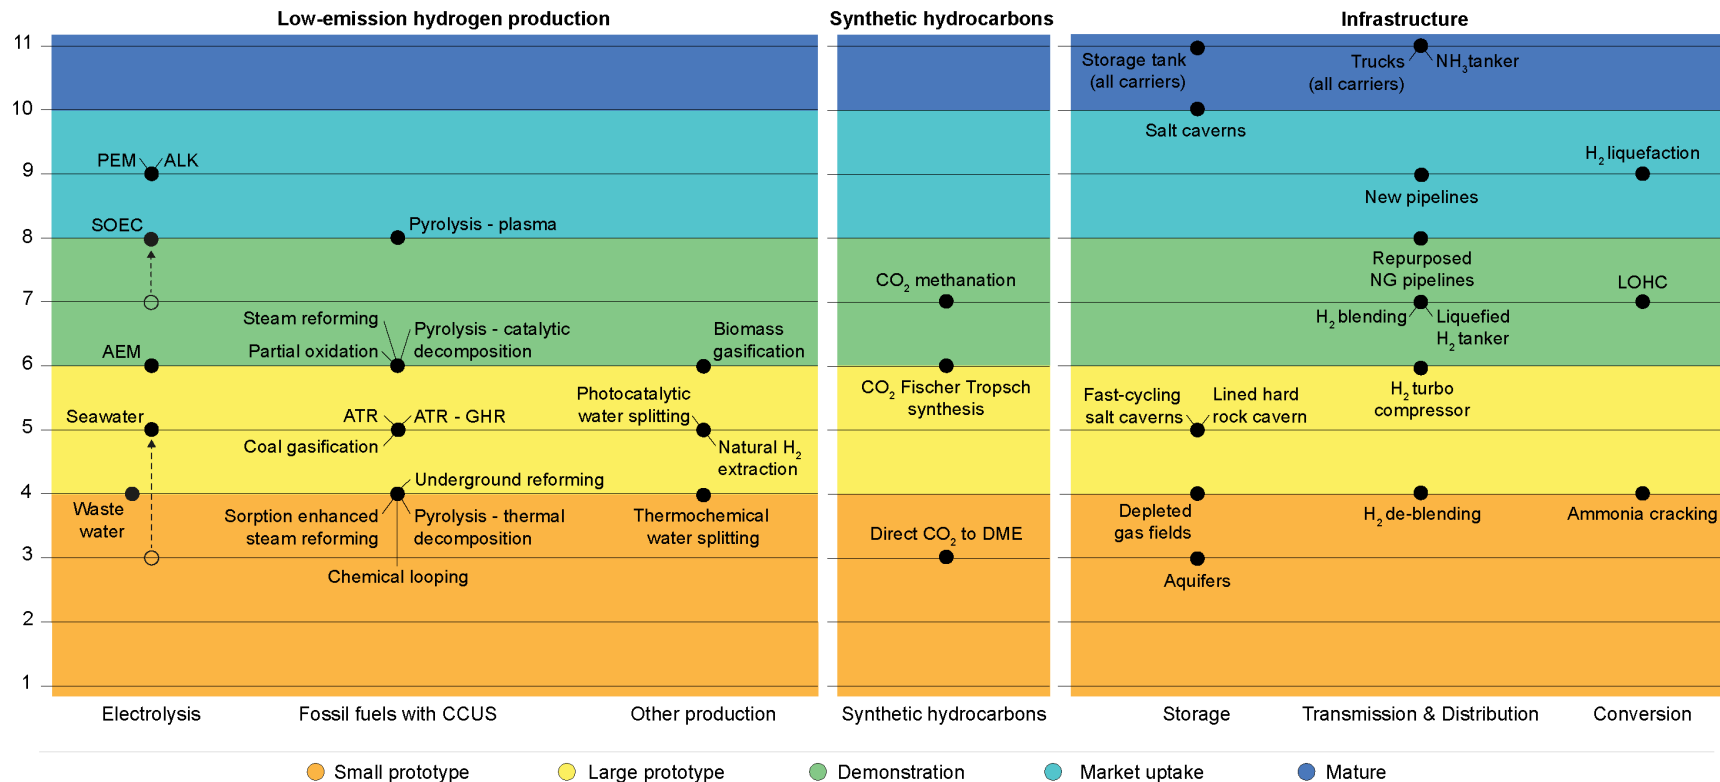 Low-emission hydrogen production
Synthetic hydrocarbons
Infrastructure
11
10
9
8
7
6
5
4
3
2
1
PEM
ALK
SOEC
AEM
Seawater
Waste
water
Pyrolysis - plasma
Steam reforming
Partial oxidation
Pyrolysis - catalytic
decomposition
ATR
ATR - GHR
Coal gasification
Underground reforming
Sorption enhanced
steam reforming
Pyrolysis - thermal
decomposition
Chemical looping
Biomass
gasification
Photocatalytic
water splitting
Natural H₂
extraction
Thermochemical
water splitting
CO₂ methanation
CO₂ Fischer Tropsch
synthesis
Direct CO₂ to DME
Storage tank
(all carriers)
Salt caverns
Fast-cycling
salt caverns
Lined hard
rock cavern
Depleted
gas fields
Aquifers
Trucks
(all carriers)
NH₃tanker
New pipelines
Repurposed
NG pipelines
H₂ blending
Liquefied
H₂ tanker
H₂ turbo
compressor
H₂ de-blending
H₂ liquefaction
LOHC
Ammonia cracking
Electrolysis
Fossil fuels with CCUS
Other production
Synthetic hydrocarbons
Storage
Transmission & Distribution
Conversion
Small prototype
Large prototype
Demonstration
Market uptake
Mature